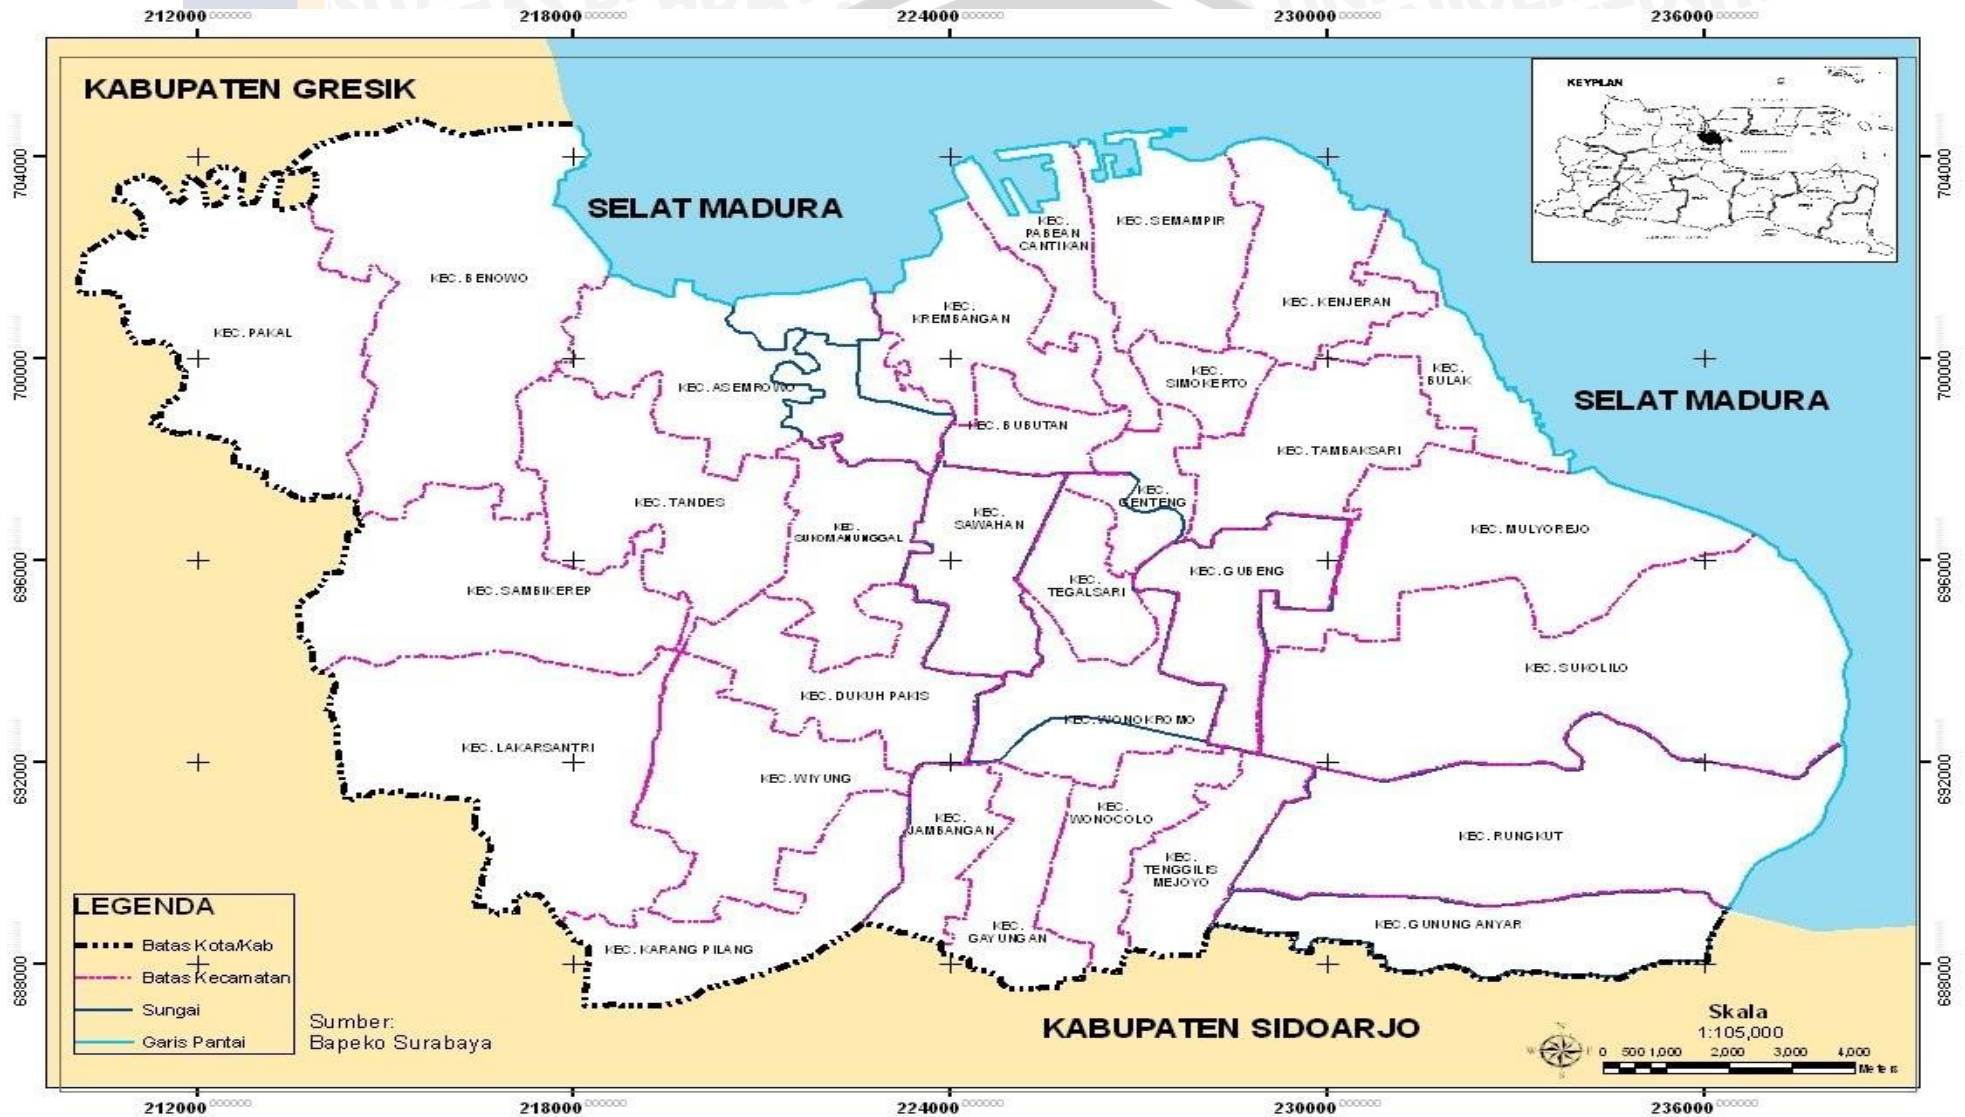 212000 218000 224000 230000 236000
KABUPATEN GRESIK
KEYPLAN
704000
704000
SELAT MADURA
KEC.
PABEAN
CANTIKAN
KEC. SEMAMPIR
KEC. BENOWO
KEC.
KREMBANGAN
KEC. KENJERAN
KEC. PAKAL
700000
700000
KEC. ASEMROWO
KEC.
SIMOKERTO
KEC.
BULAK
SELAT MADURA
KEC. BUBUTAN
KEC. TAMBAKSARI
KEC. TANDES
KEC.
SUKOMANUNGGAL
KEC.
SAWAHAN
KEC.
GENTENG
KEC. MULYOREJO
696000
696000
KEC. SAMBIKEREP
KEC.
TEGALSARI
KEC. GUBENG
KEC. SUKOLILO
KEC. DUKUH PAKIS
KEC. WONOKROMO
KEC. LAKARSANTRI
692000
692000
KEC. WIYUNG
KEC.
JAMBANGAN
KEC.
WONOCOLO
KEC. RUNGKUT
KEC.
TENGGILIS
MEJOYO
KEC.
GAYUNGAN
KEC. GUNUNG ANYAR
KEC. KARANG PILANG
688000
688000
LEGENDA
Batas Kota/Kab
Batas Kecamatan
Sungai
Garis Pantai
Sumber:
Bapeko Surabaya
KABUPATEN SIDOARJO
N
W E
S
Skala
1:105,000
0 500 1,000 2,000 3,000 4,000
Meters
212000 218000 224000 230000 236000